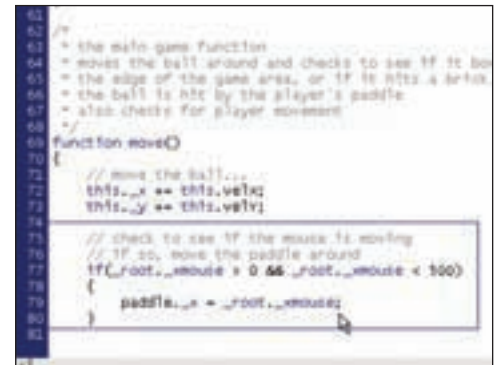 61
62 /*
63 * the main game function
64 * moves the ball around and checks to see if it bou
65 * the edge of the game area, or if it hits a brick
66 * the ball is hit by the player's paddle
67 * also checks for player movement
68 */
69 function move()
70 {
71 // move the ball...
72 this._x += this.velx;
73 this._y += this.vely;
74
75 // check to see if the mouse is moving
76 // if so, move the paddle around
77 if(_root._xmouse > 0 && _root._xmouse < 500)
78 {
79 paddle._x = _root._xmouse;
80 }
81